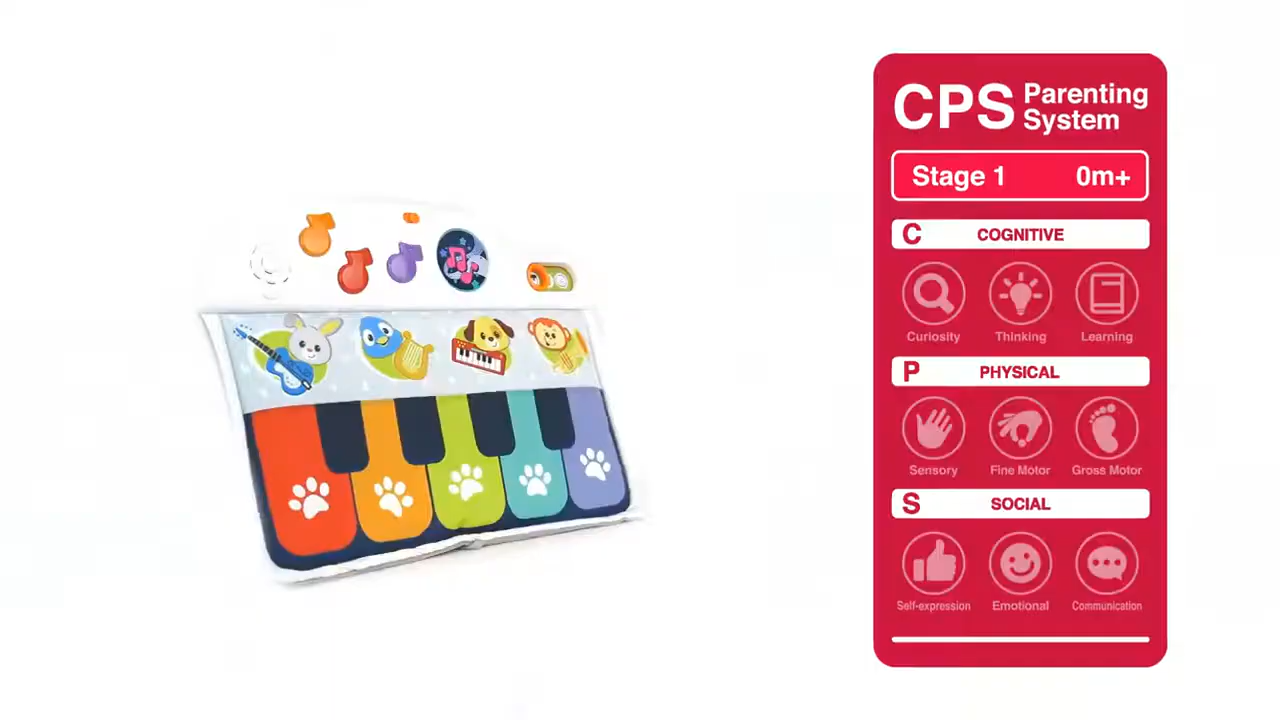 CPS Parenting
System
Stage 1 0m+
C COGNITIVE
Curiosity Thinking Learning
P PHYSICAL
Sensory Fine Motor Gross Motor
S SOCIAL
Self-expression Emotional Communication